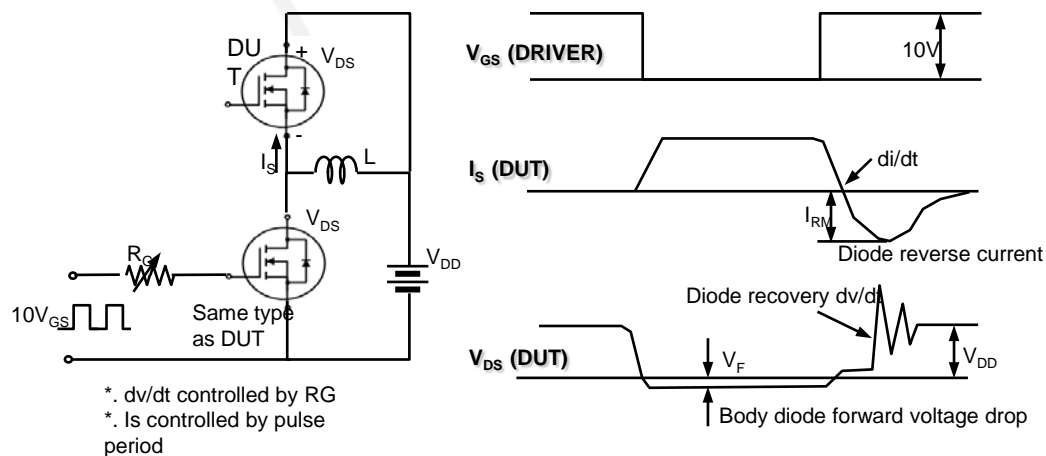 DU
T
+
V_DS
-
I_S
L
V_DS
R_G
V_DD
10V_GS
Same type
as DUT
*. dv/dt controlled by RG
*. Is controlled by pulse
period
V_GS (DRIVER)
10V
I_S (DUT)
di/dt
I_RM
Diode reverse current
Diode recovery dv/dt
V_DS (DUT)
V_F
V_DD
Body diode forward voltage drop